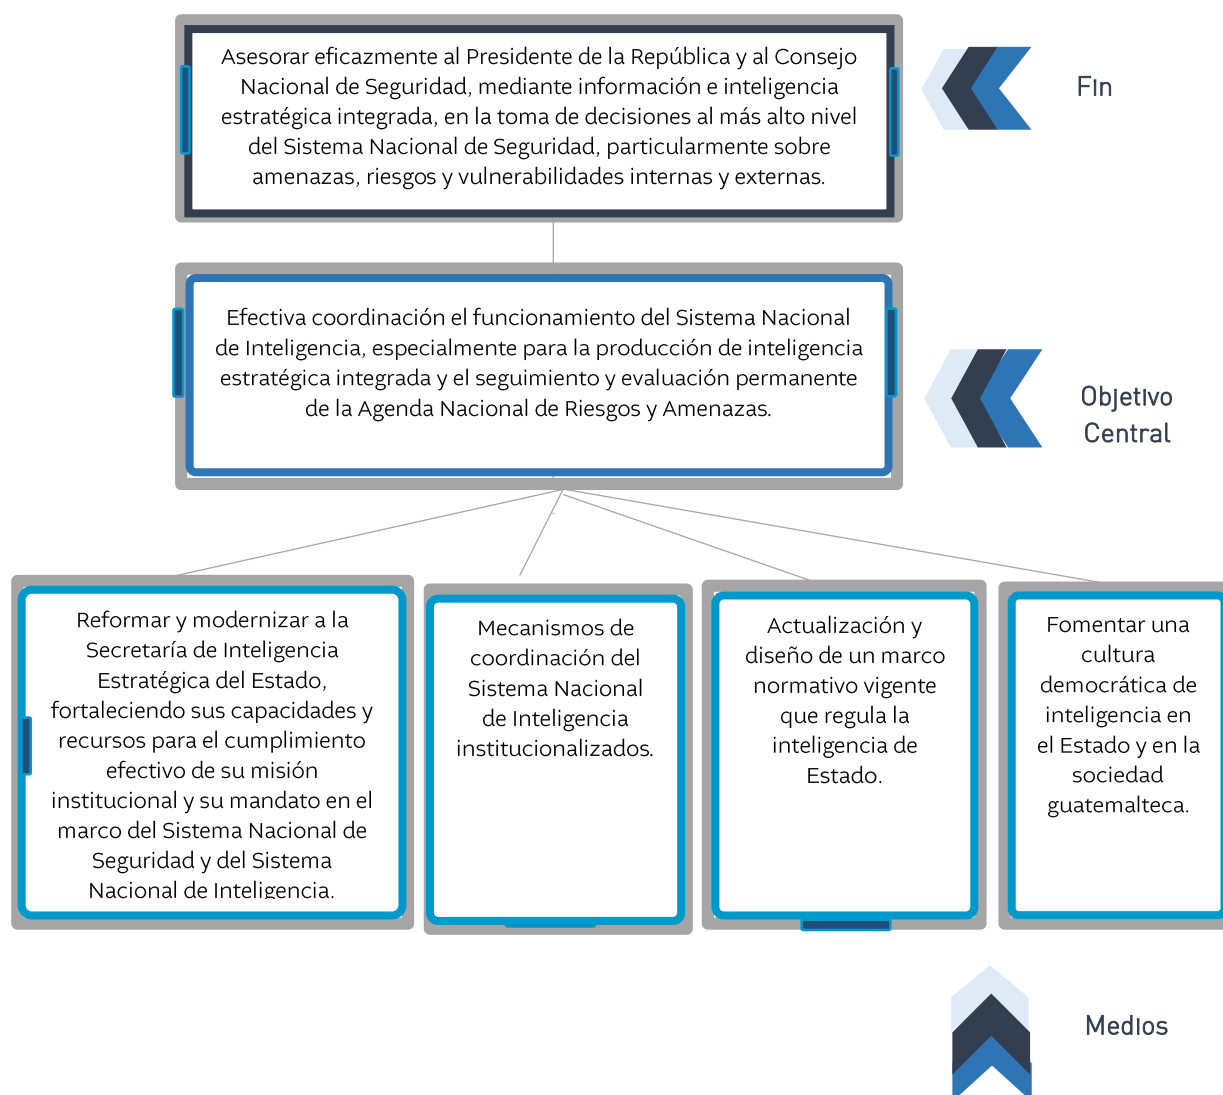 Asesorar eficazmente al Presidente de la República y al Consejo
Nacional de Seguridad, mediante información e inteligencia
estratégica integrada, en la toma de decisiones al más alto nivel
del Sistema Nacional de Seguridad, particularmente sobre
amenazas, riesgos y vulnerabilidades internas y externas.
Fin
Efectiva coordinación el funcionamiento del Sistema Nacional
de Inteligencia, especialmente para la producción de inteligencia
estratégica integrada y el seguimiento y evaluación permanente
de la Agenda Nacional de Riesgos y Amenazas.
Objetivo
Central
Reformar y modernizar a la
Secretaría de Inteligencia
Estratégica del Estado,
fortaleciendo sus capacidades y
recursos para el cumplimiento
efectivo de su misión
institucional y su mandato en el
marco del Sistema Nacional de
Seguridad y del Sistema
Nacional de Inteligencia.
Mecanismos de
coordinación del
Sistema Nacional
de Inteligencia
institucionalizados.
Actualización y
diseño de un marco
normativo vigente
que regula la
inteligencia de
Estado.
Fomentar una
cultura
democrática de
inteligencia en
el Estado y en la
sociedad
guatemalteca.
Medios